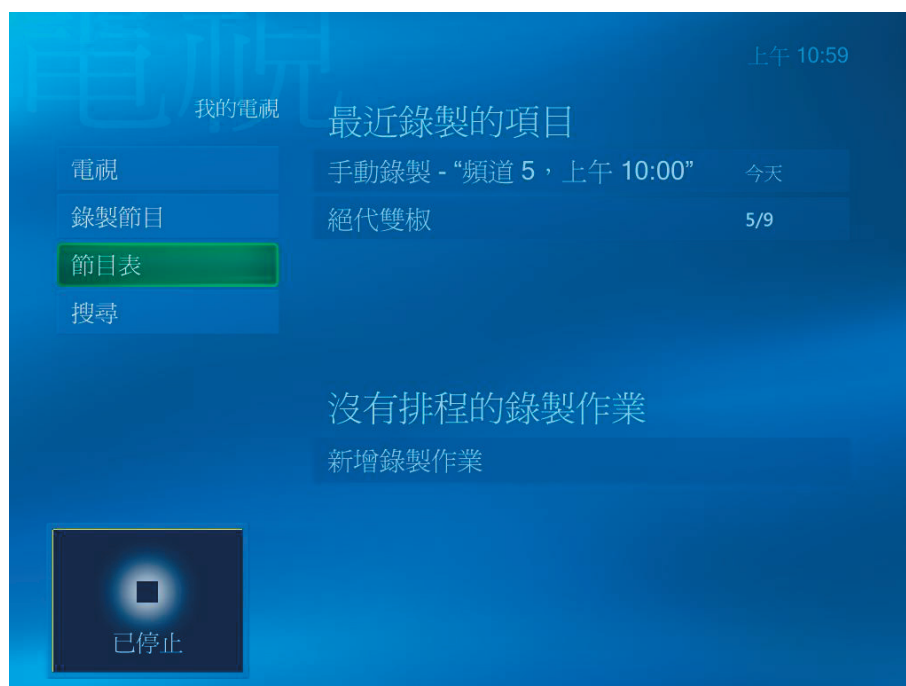 電視
上午 10:59
我的電視
最近錄製的項目
電視
手動錄製 - “頻道 5，上午 10:00” 今天
錄製節目
絕代雙椒 5/9
節目表
搜尋
沒有排程的錄製作業
新增錄製作業
已停止